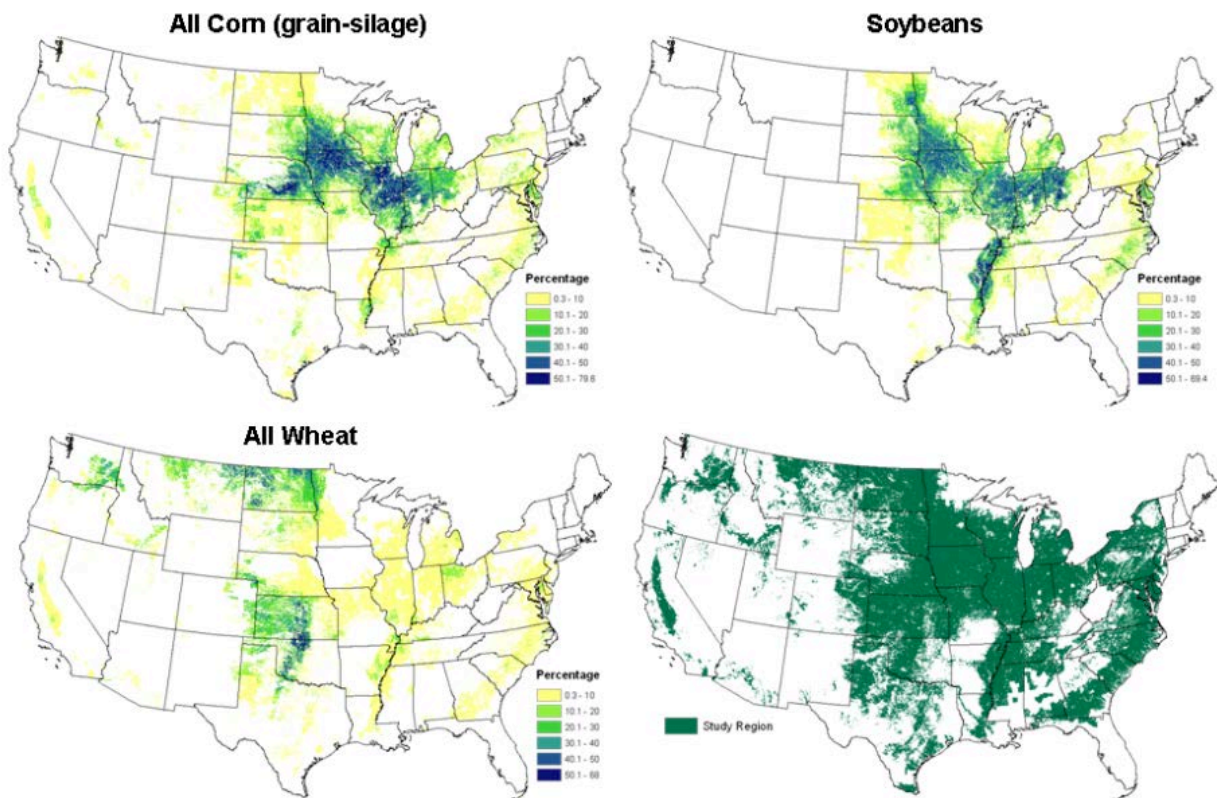 All Corn (grain-silage)
Percentage
0.3 - 10
10.1 - 20
20.1 - 30
30.1 - 40
40.1 - 50
50.1 - 79.6
Soybeans
Percentage
0.3 - 10
10.1 - 20
20.1 - 30
30.1 - 40
40.1 - 50
50.1 - 69.4
All Wheat
Percentage
0.3 - 10
10.1 - 20
20.1 - 30
30.1 - 40
40.1 - 50
50.1 - 68
Study Region